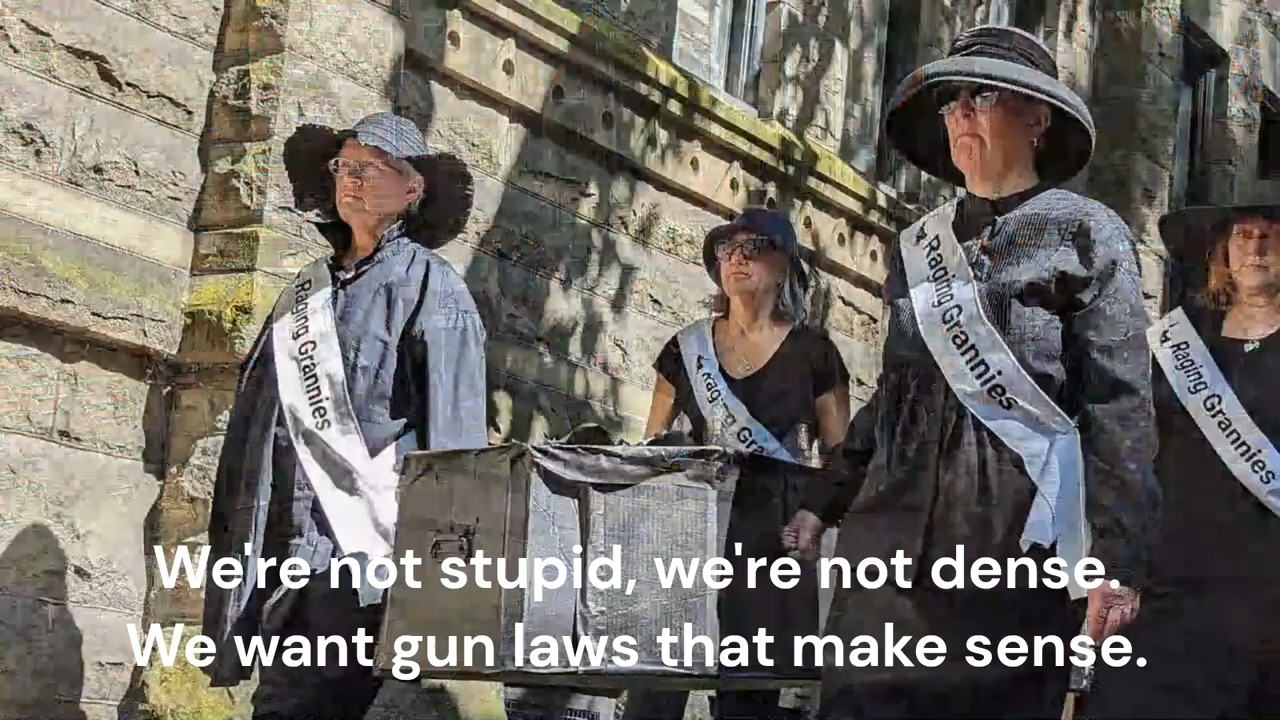 Raging Grannies
Raging Gra
Raging Grannies
Raging Grannies
We're not stupid, we're not dense.
We want gun laws that make sense.